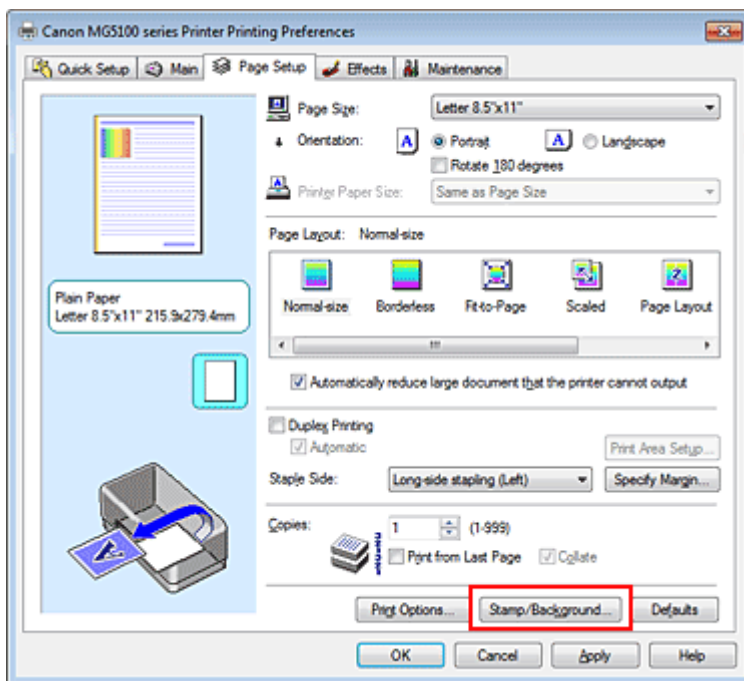 Canon MG5100 series Printer Printing Preferences
Quick Setup Main Page Setup Effects Maintenance
Page Size: Letter 8.5"x11"
Orientation: A Portrait A Landscape
Rotate 180 degrees
Printer Paper Size: Same as Page Size
Page Layout: Normal-size
Normal-size Borderless Fit-to-Page Scaled Page Layout
Plain Paper
Letter 8.5"x11" 215.9x279.4mm
Automatically reduce large document that the printer cannot output
Duplex Printing
Automatic Print Area Setup...
Staple Side: Long-side stapling (Left) Specify Margin...
Copies: 1 (1-999)
Print from Last Page Collate
Print Options... Stamp/Background... Defaults
OK Cancel Apply Help